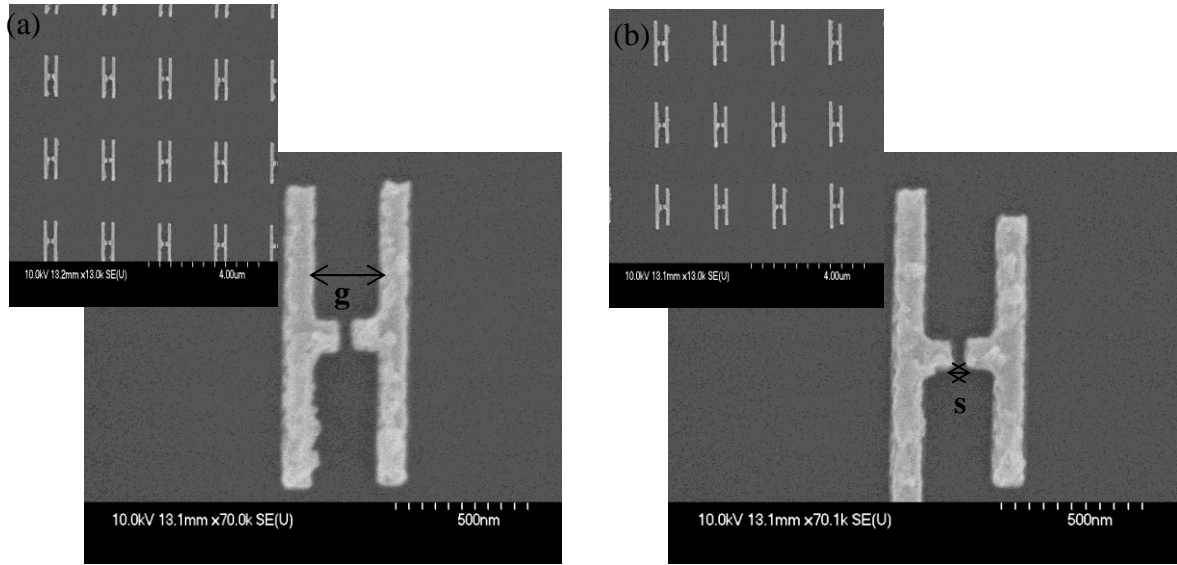 (a)
10.0kV 13.2mm x13.0k SE(U) 4.00um
g
10.0kV 13.1mm x70.0k SE(U) 500nm
(b)
10.0kV 13.1mm x13.0k SE(U) 4.00um
s
10.0kV 13.1mm x70.1k SE(U) 500nm